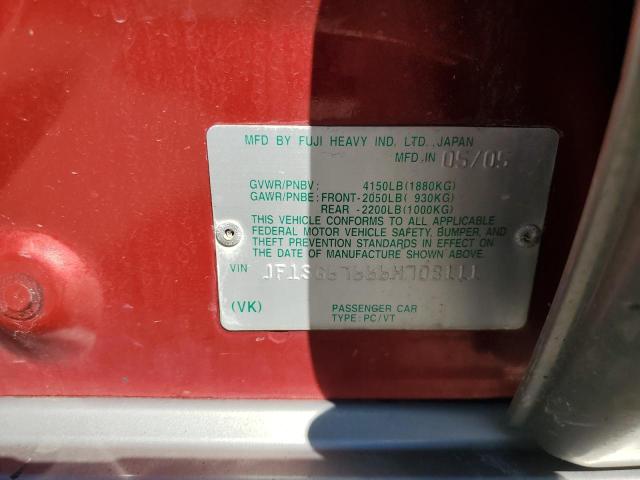 MFD BY FUJI HEAVY IND. LTD.,JAPAN
MFD.IN 05/05
GVWR/PNBV: 4150LB(1880KG)
GAWR/PNBE:FRONT-2050LB( 930KG)
REAR -2200LB(1000KG)
THIS VEHICLE CONFORMS TO ALL APPLICABLE
FEDERAL MOTOR VEHICLE SAFETY, BUMPER, AND
THEFT PREVENTION STANDARDS IN EFFECT ON
THE DATE OF MANUFACTURE SHOWN ABOVE.
VIN
(VK) PASSENGER CAR
TYPE:PC/VT